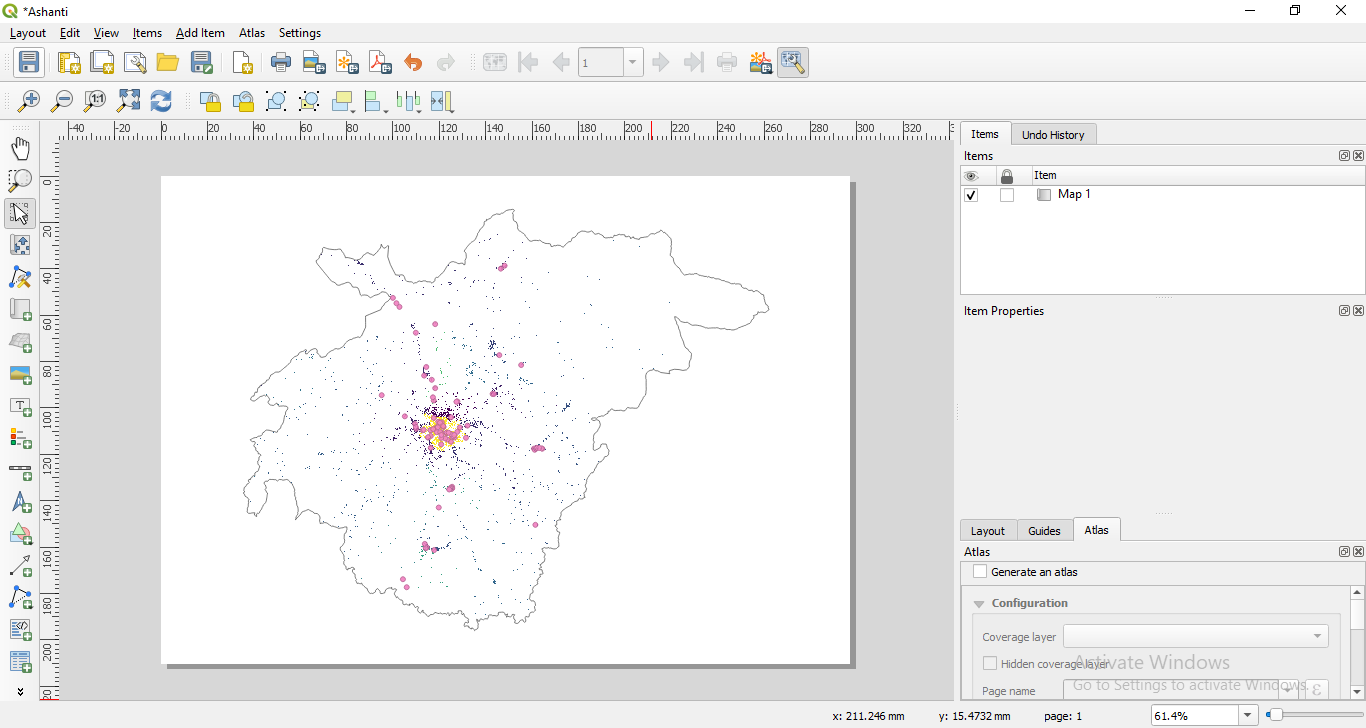 *Ashanti
Layout Edit View Items Add Item Atlas Settings
1
-40 -20 0 20 40 60 80 100 120 140 160 180 200 220 240 260 280 300 320
0
20
40
60
80
100
120
140
160
180
200
Items Undo History
Items
Item
Map 1
Item Properties
Layout Guides Atlas
Atlas
Generate an atlas
Configuration
Coverage layer
Hidden coverage layer
Activate Windows
Page name
Go to Settings to activate Windows.
x: 211.246 mm y: 15.4732 mm page: 1 61.4%